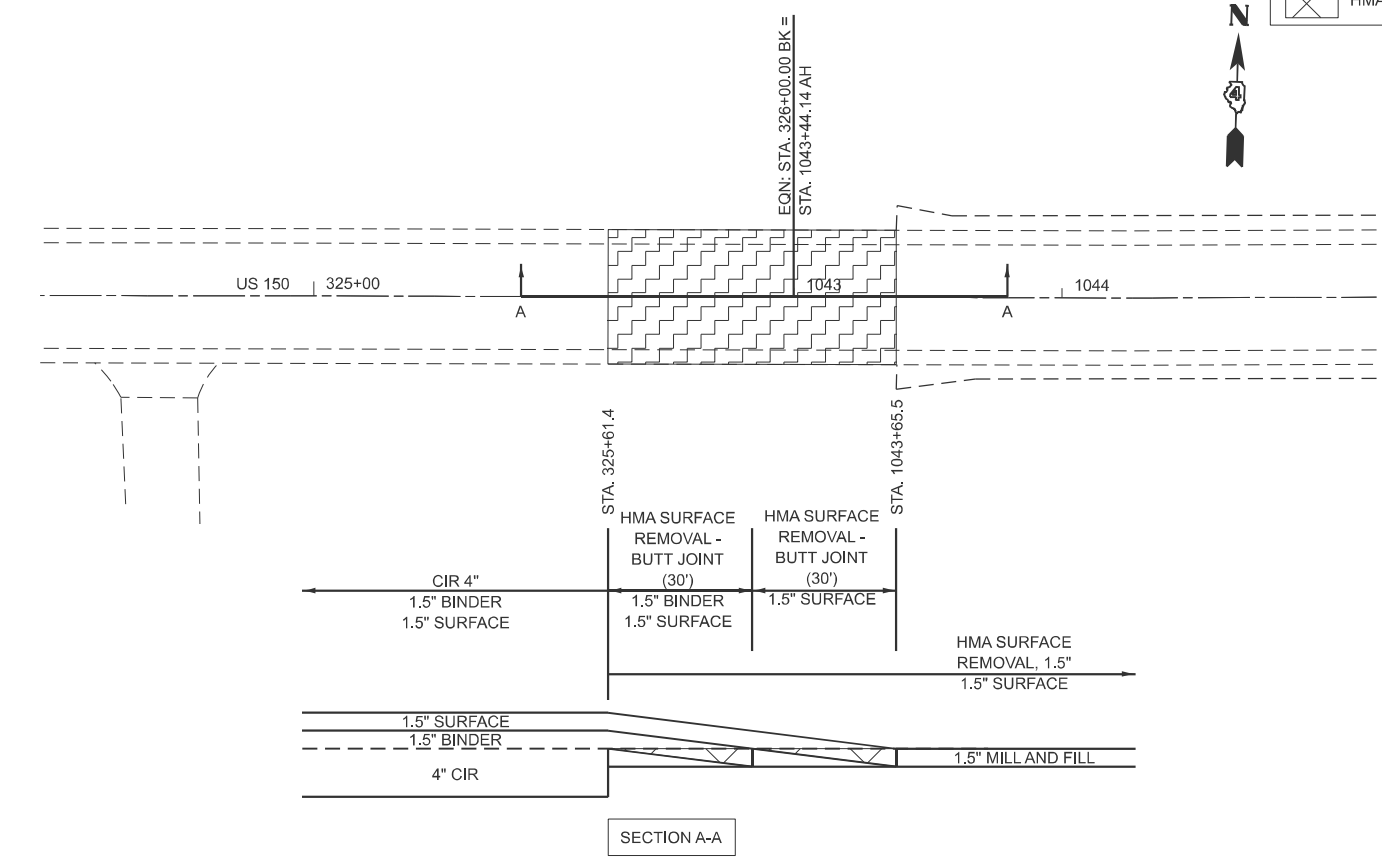 N
HMA
4
EQN: STA. 326+00.00 BK =
STA. 1043+44.14 AH
US 150
325+00
1043
1044
A
A
STA. 325+61.4
STA. 1043+65.5
HMA SURFACE
REMOVAL -
BUTT JOINT
(30')
1.5" BINDER
1.5" SURFACE
HMA SURFACE
REMOVAL -
BUTT JOINT
(30')
1.5" SURFACE
CIR 4"
1.5" BINDER
1.5" SURFACE
HMA SURFACE
REMOVAL, 1.5"
1.5" SURFACE
1.5" SURFACE
1.5" BINDER
4" CIR
1.5" MILL AND FILL
SECTION A-A